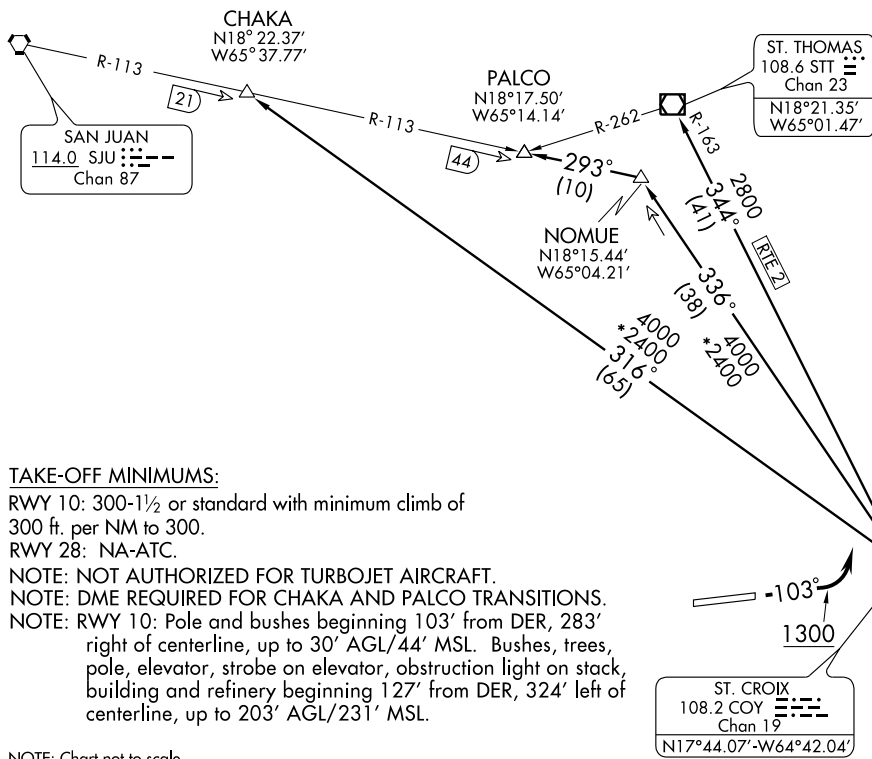 CHAKA
N18° 22.37'
W65° 37.77'
R-113
21
SAN JUAN
114.0 SJU
Chan 87
R-113
44
PALCO
N18°17.50'
W65°14.14'
R-262
ST. THOMAS
108.6 STT
Chan 23
N18°21.35'
W65°01.47'
R-163
293°
(10)
NOMUE
N18°15.44'
W65°04.21'
2800
344°
(41)
RTE 2
336°
(38)
4000
*2400
4000
*2400
316°
(65)
TAKE-OFF MINIMUMS:
RWY 10: 300-1½ or standard with minimum climb of
300 ft. per NM to 300.
RWY 28: NA-ATC.
NOTE: NOT AUTHORIZED FOR TURBOJET AIRCRAFT.
NOTE: DME REQUIRED FOR CHAKA AND PALCO TRANSITIONS.
NOTE: RWY 10: Pole and bushes beginning 103' from DER, 283'
right of centerline, up to 30' AGL/44' MSL. Bushes, trees,
pole, elevator, strobe on elevator, obstruction light on stack,
building and refinery beginning 127' from DER, 324' left of
centerline, up to 203' AGL/231' MSL.
103°
1300
ST. CROIX
108.2 COY
Chan 19
N17°44.07'-W64°42.04'
NOTE: Chart not to scale